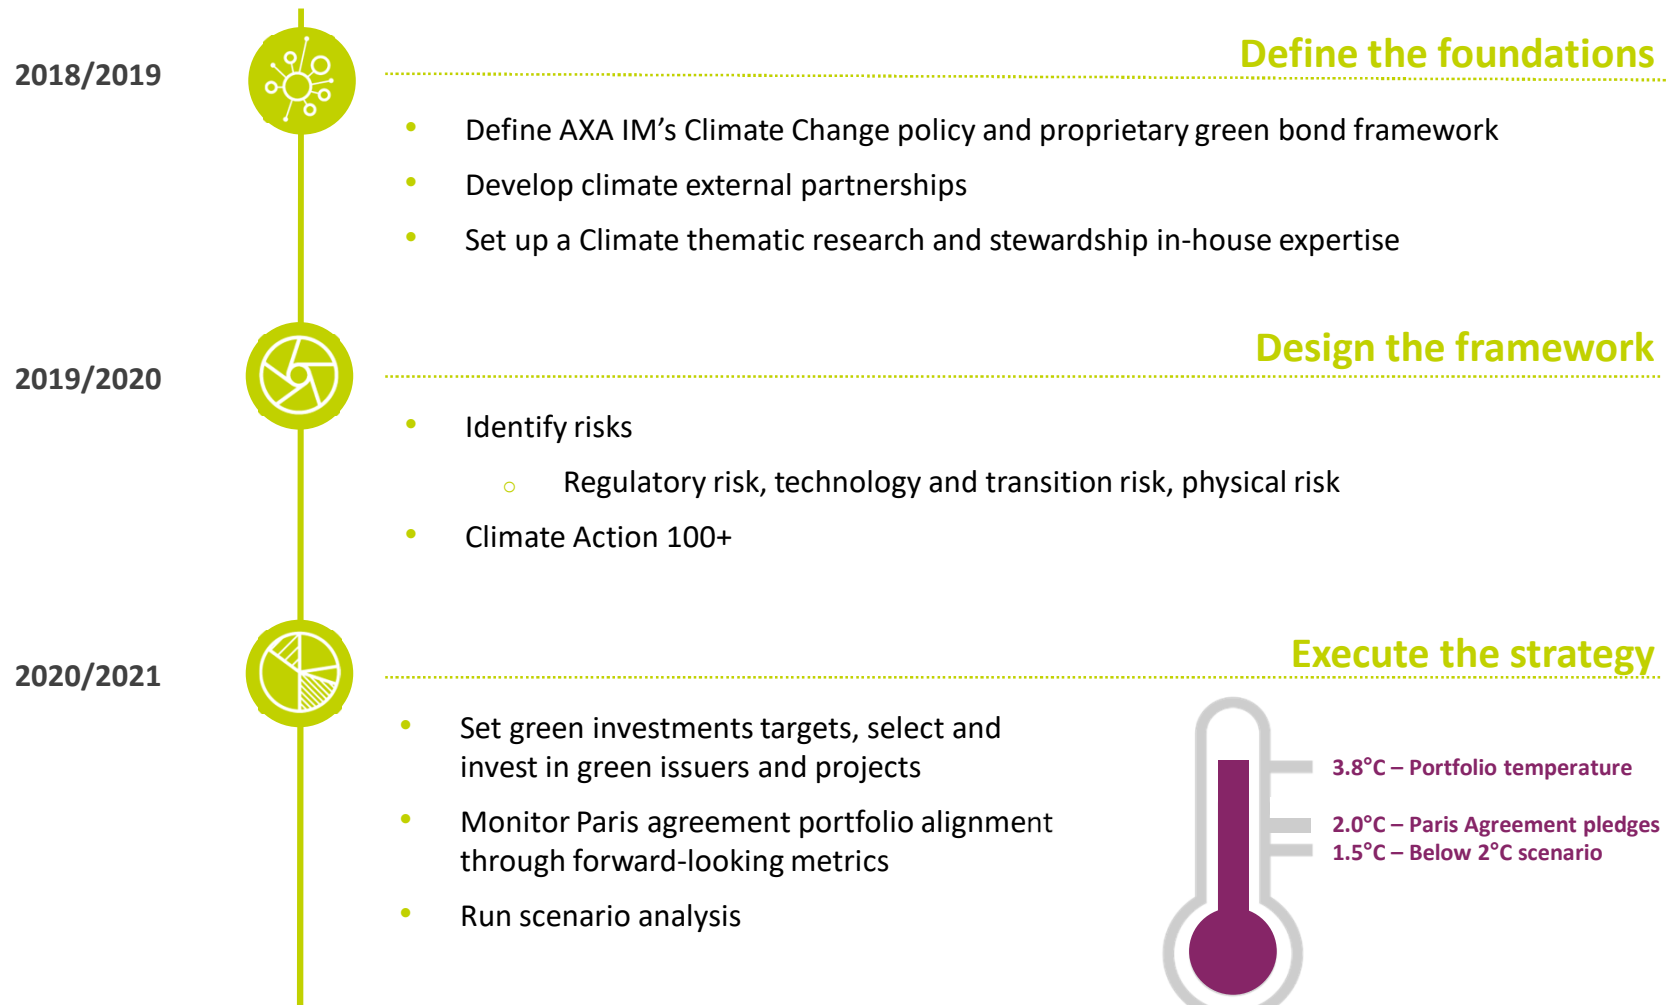 2018/2019
Define the foundations
• Define AXA IM’s Climate Change policy and proprietary green bond framework
• Develop climate external partnerships
• Set up a Climate thematic research and stewardship in-house expertise
2019/2020
Design the framework
• Identify risks
o Regulatory risk, technology and transition risk, physical risk
• Climate Action 100+
2020/2021
Execute the strategy
• Set green investments targets, select and
invest in green issuers and projects
• Monitor Paris agreement portfolio alignment
through forward-looking metrics
• Run scenario analysis
3.8°C – Portfolio temperature
2.0°C – Paris Agreement pledges
1.5°C – Below 2°C scenario